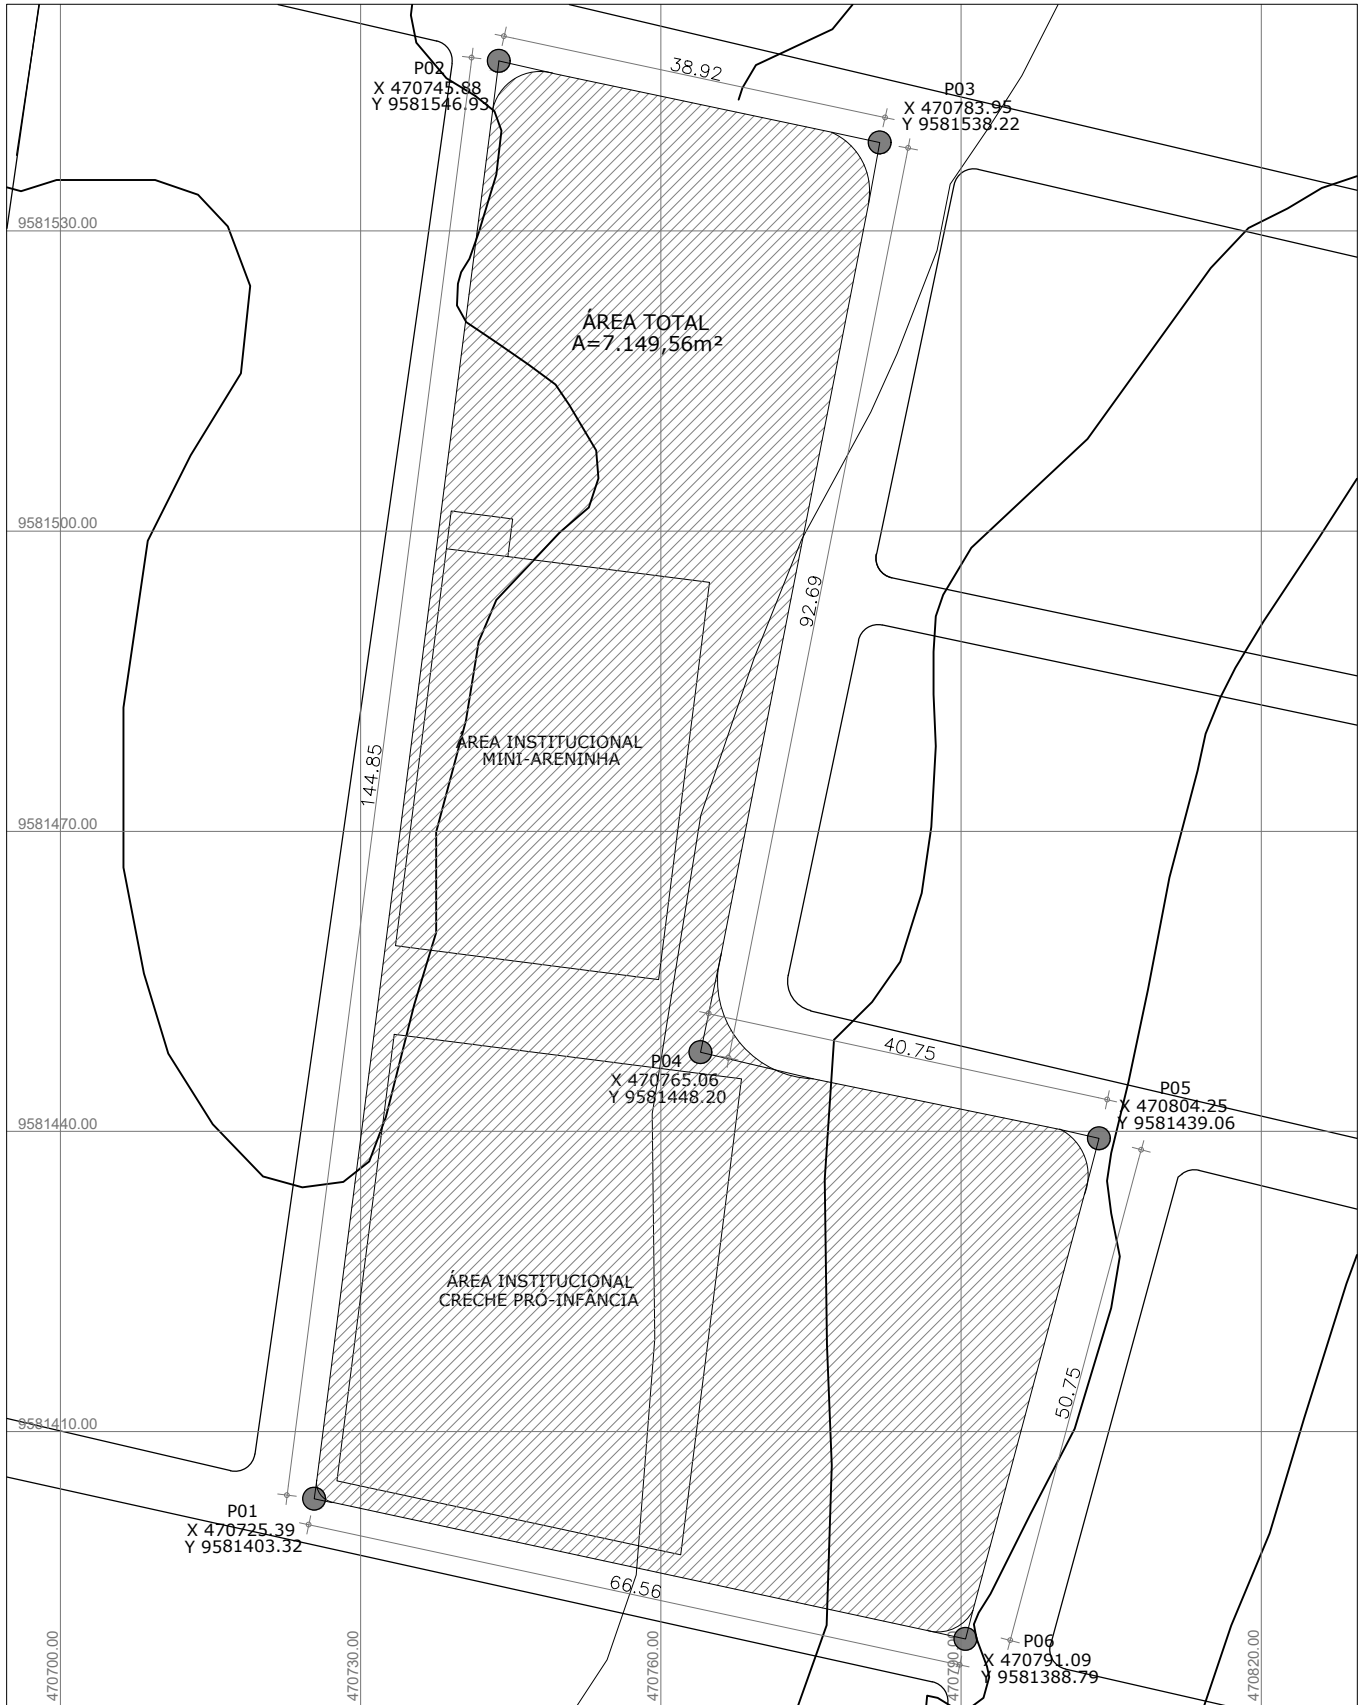 P02
X 470745.88
Y 9581546.93
38.92
P03
X 470783.95
Y 9581538.22
9581530.00
ÁREA TOTAL
A=7.149,56m²
9581500.00
92.69
ÁREA INSTITUCIONAL
MINI-ARENINHA
144.85
9581470.00
40.75
P04
X 470765.06
Y 9581448.20
P05
X 470804.25
Y 9581439.06
9581440.00
ÁREA INSTITUCIONAL
CRECHE PRÓ-INFÂNCIA
50.75
9581410.00
P01
X 470725.39
Y 9581403.32
66.56
P06
X 470791.09
Y 9581388.79
470700.00
470730.00
470760.00
470790.00
470820.00